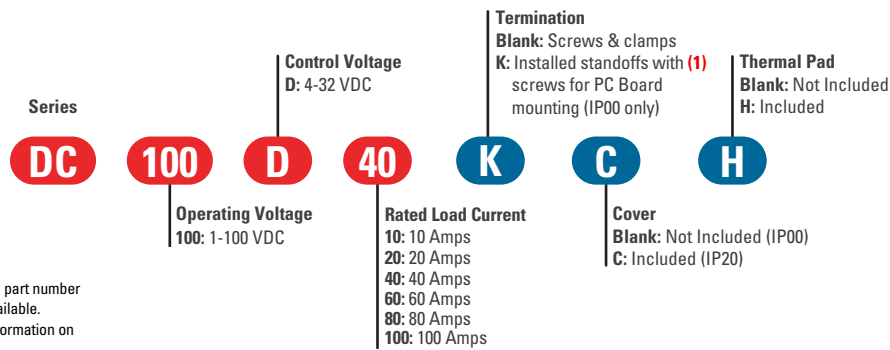 Termination
Blank: Screws & clamps
K: Installed standoffs with (1)
screws for PC Board
mounting (IP00 only)
Control Voltage
D: 4-32 VDC
Thermal Pad
Blank: Not Included
H: Included
Series
DC 100 D 40 K C H
Operating Voltage
100: 1-100 VDC
Rated Load Current
10: 10 Amps
20: 20 Amps
40: 40 Amps
60: 60 Amps
80: 80 Amps
100: 100 Amps
Cover
Blank: Not Included (IP00)
C: Included (IP20)
part number
formation on